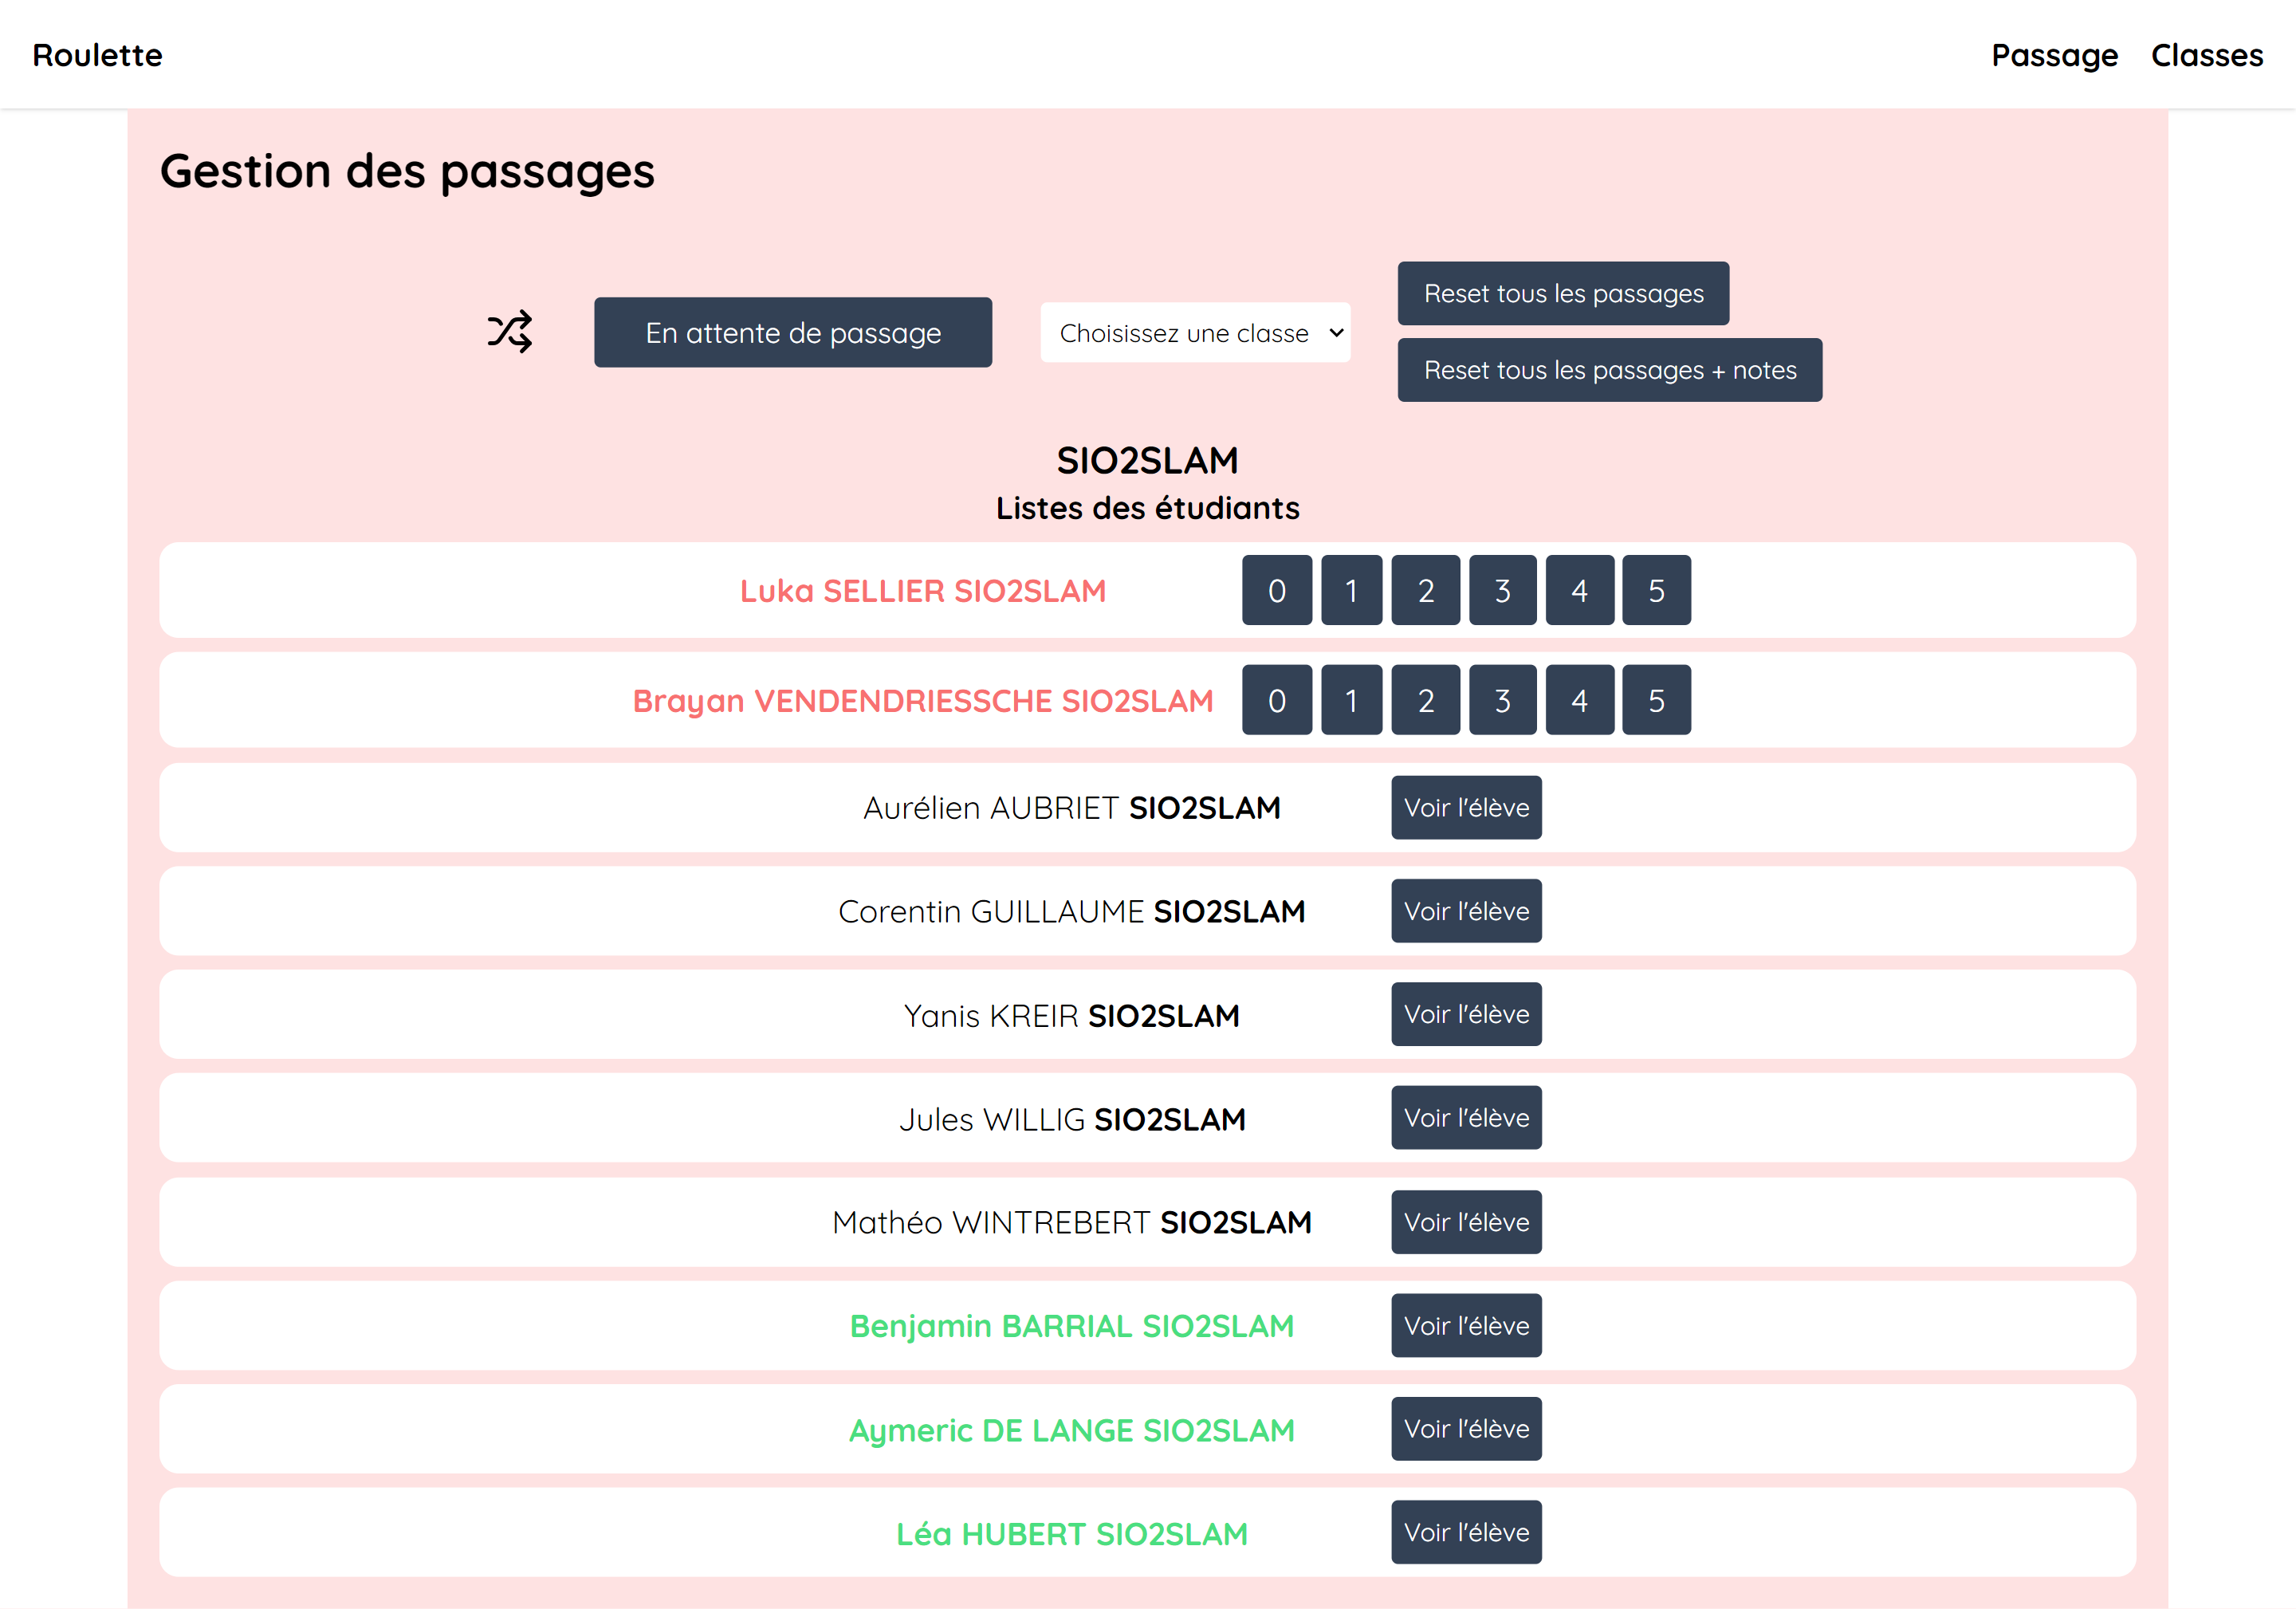 Roulette Passage Classes
Gestion des passages
En attente de passage
Choisissez une classe
Reset tous les passages
Reset tous les passages + notes
SIO2SLAM
Listes des étudiants
Luka SELLIER SIO2SLAM 0 1 2 3 4 5
Brayan VENDENDRIESSCHE SIO2SLAM 0 1 2 3 4 5
Aurélien AUBRIET SIO2SLAM Voir l'élève
Corentin GUILLAUME SIO2SLAM Voir l'élève
Yanis KREIR SIO2SLAM Voir l'élève
Jules WILLIG SIO2SLAM Voir l'élève
Mathéo WINTREBERT SIO2SLAM Voir l'élève
Benjamin BARRIAL SIO2SLAM Voir l'élève
Aymeric DE LANGE SIO2SLAM Voir l'élève
Léa HUBERT SIO2SLAM Voir l'élève